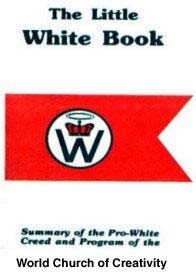 The Little
White Book
W
Summary of the Pro-White
Creed and Program of the
World Church of Creativity